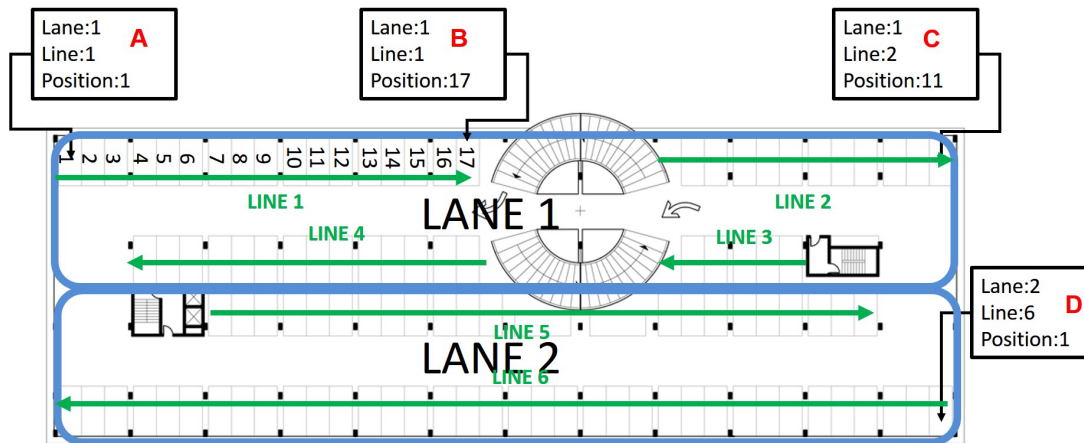 Lane:1
Line:1
Position:1
A
Lane:1
Line:1
Position:17
B
Lane:1
Line:2
Position:11
C
1 2 3 4 5 6 7 8 9 10 11 12 13 14 15 16 17
LINE 1
LANE 1
LINE 2
LINE 4
LINE 3
Lane:2
Line:6
Position:1
D
LINE 5
LANE 2
LINE 6